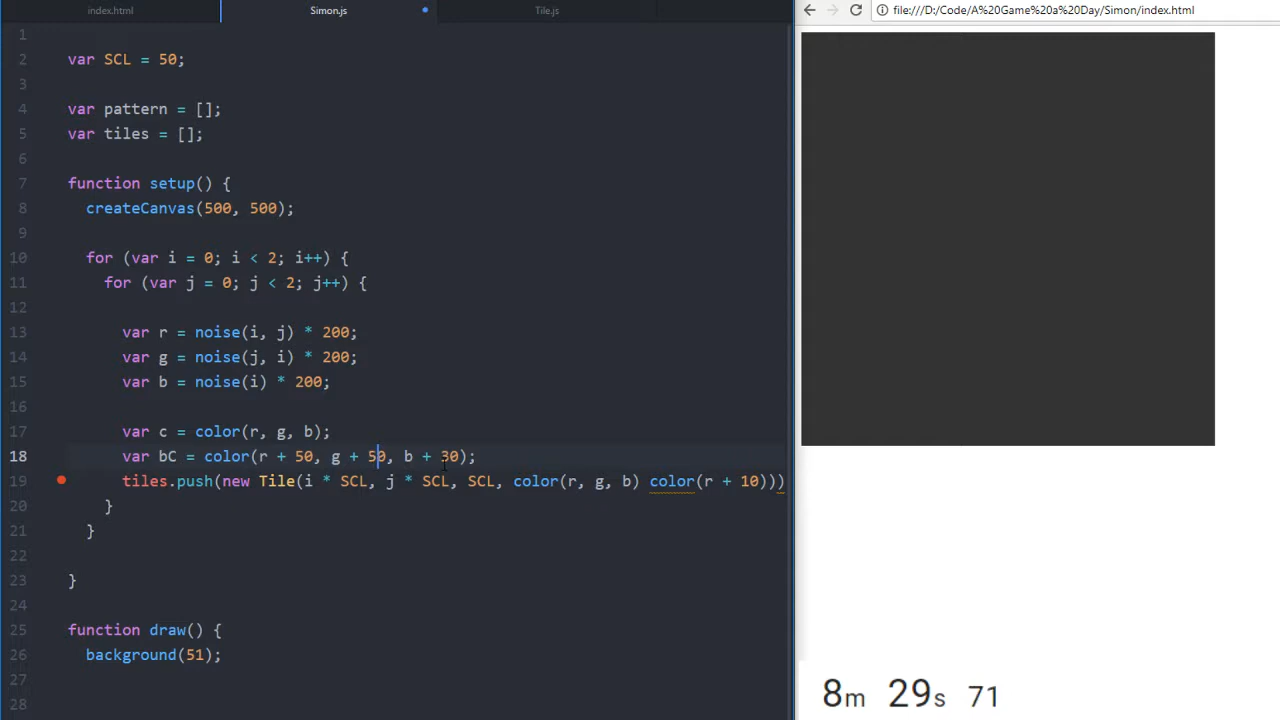 index.html Simon.js Tile.js
file:///D:/Code/A%20Game%20a%20Day/Simon/index.html
1
2 var SCL = 50;
3
4 var pattern = [];
5 var tiles = [];
6
7 function setup() {
8 createCanvas(500, 500);
9
10 for (var i = 0; i < 2; i++) {
11 for (var j = 0; j < 2; j++) {
12
13 var r = noise(i, j) * 200;
14 var g = noise(j, i) * 200;
15 var b = noise(i) * 200;
16
17 var c = color(r, g, b);
18 var bC = color(r + 50, g + 50, b + 30);
19 tiles.push(new Tile(i * SCL, j * SCL, SCL, color(r, g, b) color(r + 10)))
20 }
21 }
22
23 }
24
25 function draw() {
26 background(51);
27
28
8m 29s 71